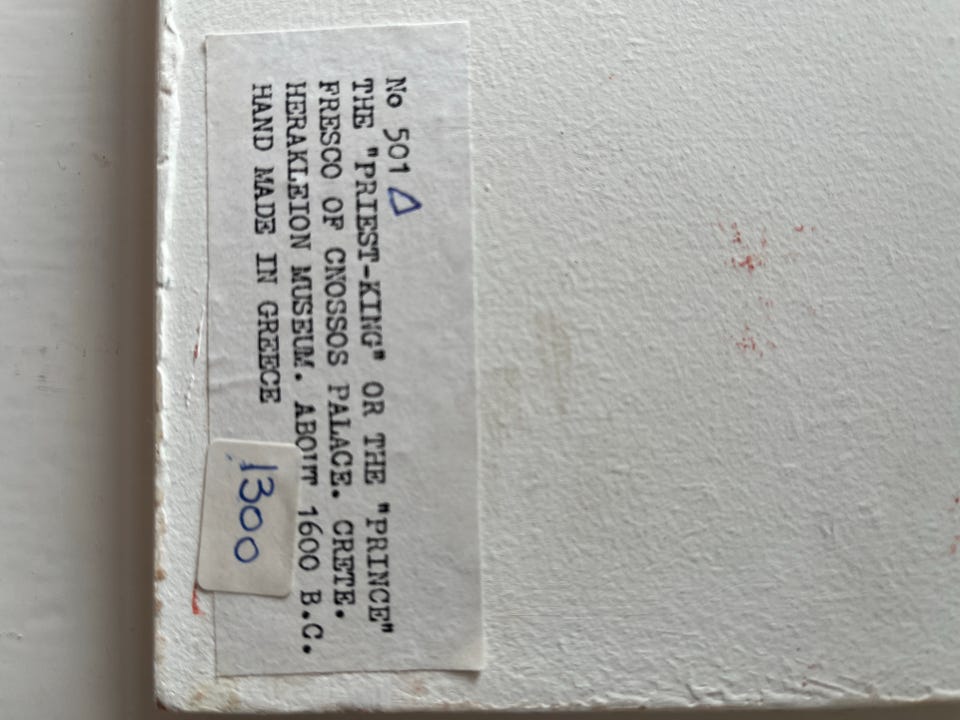 No 501 Δ
THE "PRIEST-KING" OR THE "PRINCE"
FRESCO OF CNOSSOS PALACE. CRETE.
HERAKLEION MUSEUM. ABOUT 1600 B.C.
HAND MADE IN GREECE
1300